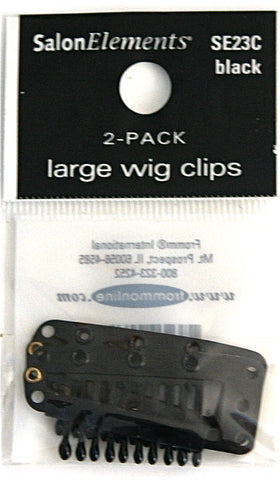 SalonElements® SE23C
black
2-PACK
large wig clips
Fromm® International
Mt. Prospect, IL 60056-4585
800-323-4252
www.frommonline.com